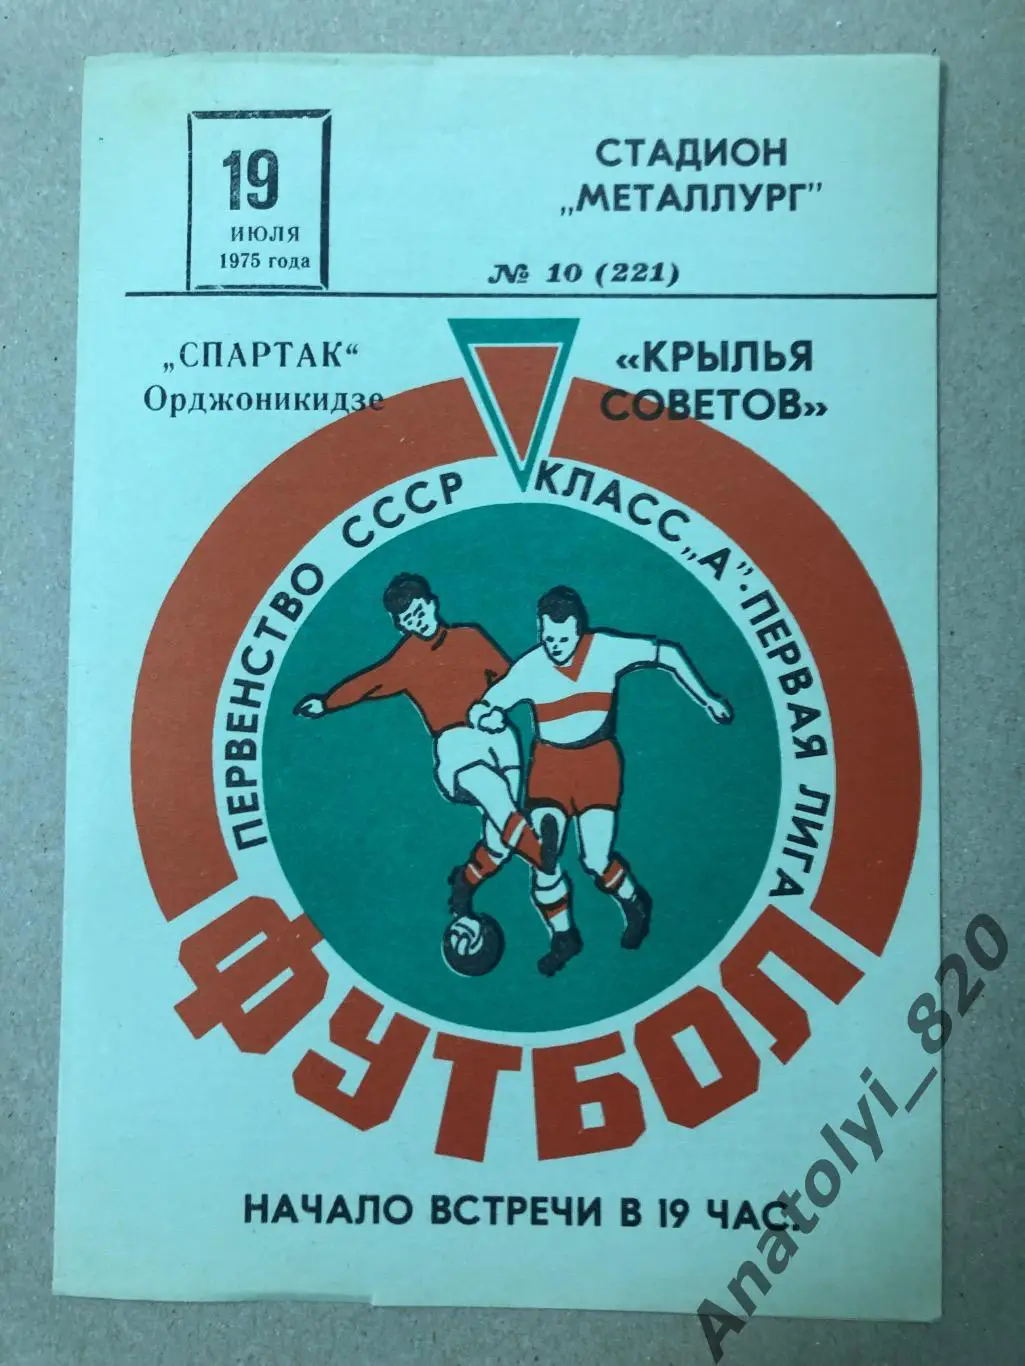 19
ИЮЛЯ
1975 года
СТАДИОН
„МЕТАЛЛУРГ”
№ 10 (221)
„СПАРТАК“
Орджоникидзе
«КРЫЛЬЯ
СОВЕТОВ»
ПЕРВЕНСТВО СССР КЛАСС „А”·ПЕРВАЯ ЛИГА
ФУТБОЛ
НАЧАЛО ВСТРЕЧИ В 19 ЧАС.
Anatolyi_820